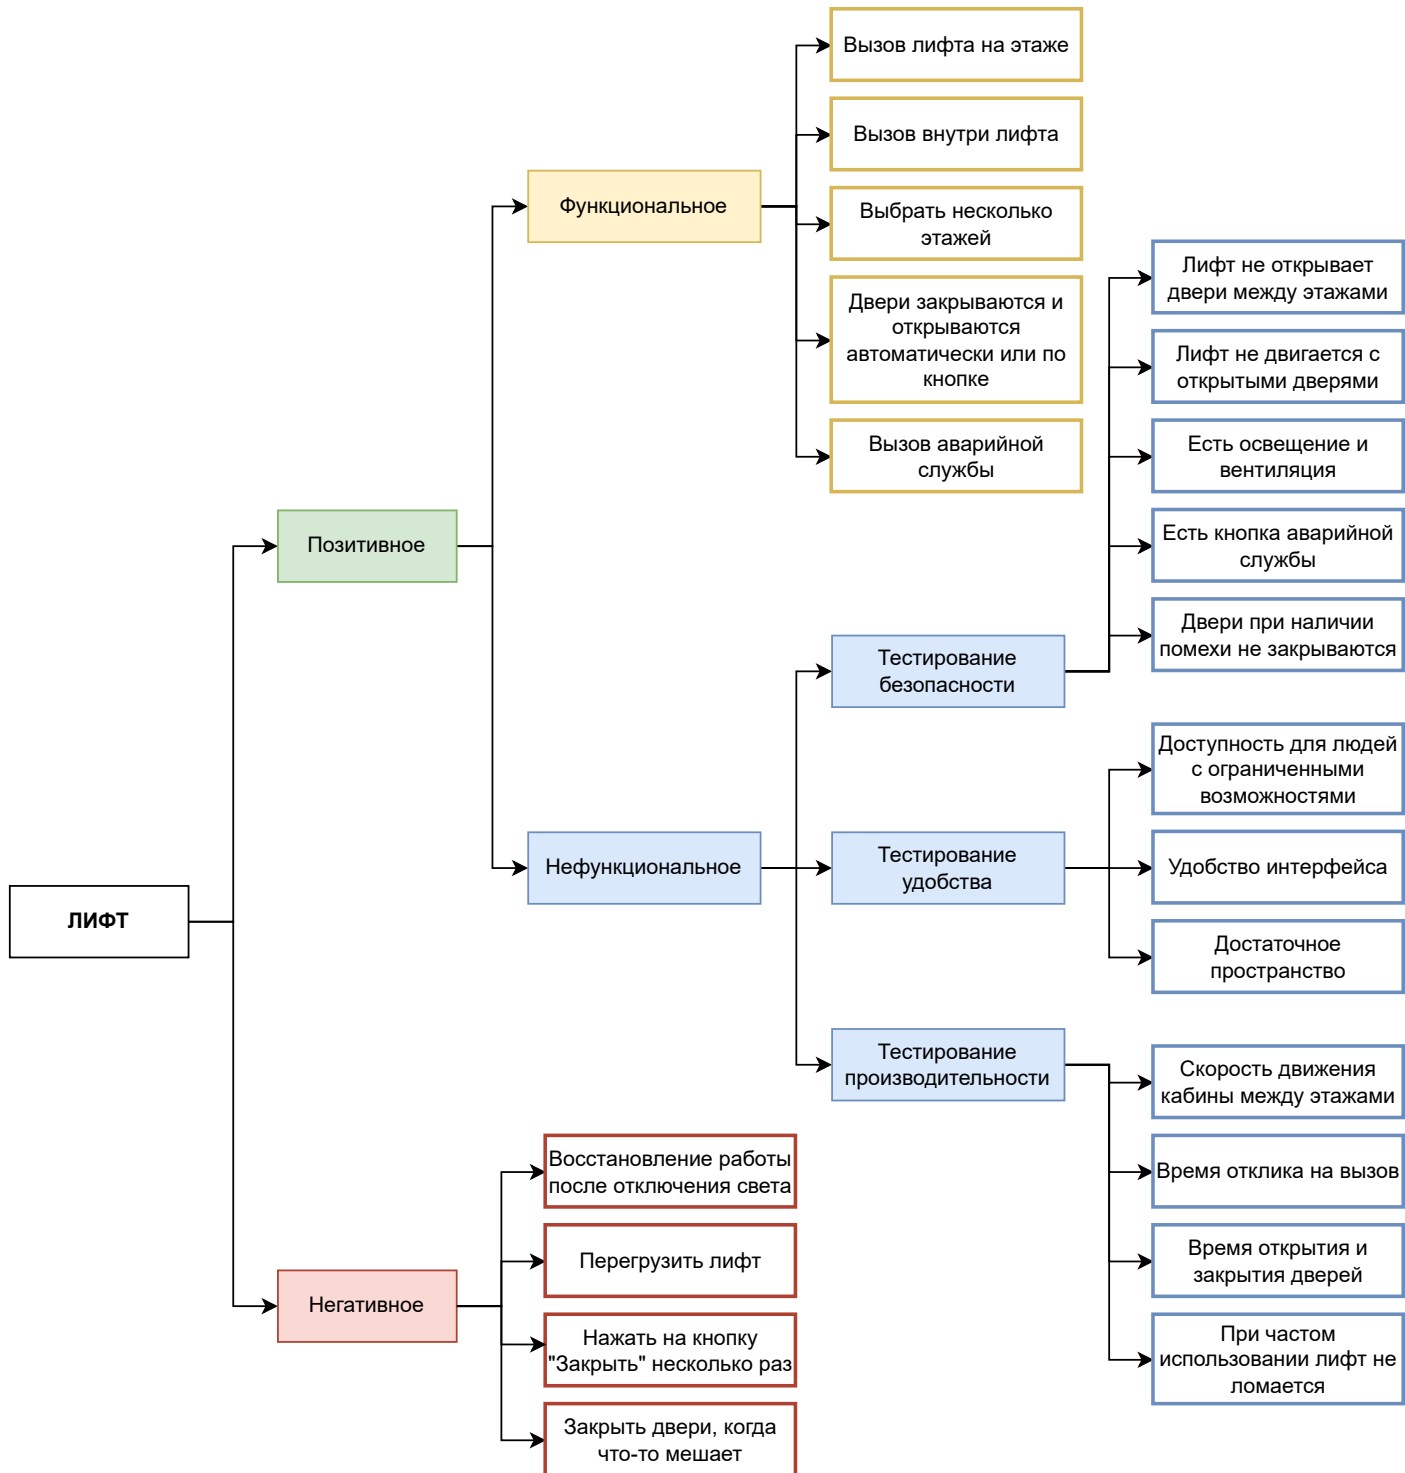 ЛИФТ
Позитивное
Функциональное
Вызов лифта на этаже
Вызов внутри лифта
Выбрать несколько
этажей
Двери закрываются и
открываются
автоматически или по
кнопке
Вызов аварийной
службы
Нефункциональное
Тестирование
безопасности
Лифт не открывает
двери между этажами
Лифт не двигается с
открытыми дверями
Есть освещение и
вентиляция
Есть кнопка аварийной
службы
Двери при наличии
помехи не закрываются
Тестирование
удобства
Доступность для людей
с ограниченными
возможностями
Удобство интерфейса
Достаточное
пространство
Тестирование
производительности
Скорость движения
кабины между этажами
Время отклика на вызов
Время открытия и
закрытия дверей
При частом
использовании лифт не
ломается
Негативное
Восстановление работы
после отключения света
Перегрузить лифт
Нажать на кнопку
"Закрыть" несколько раз
Закрыть двери, когда
что-то мешает